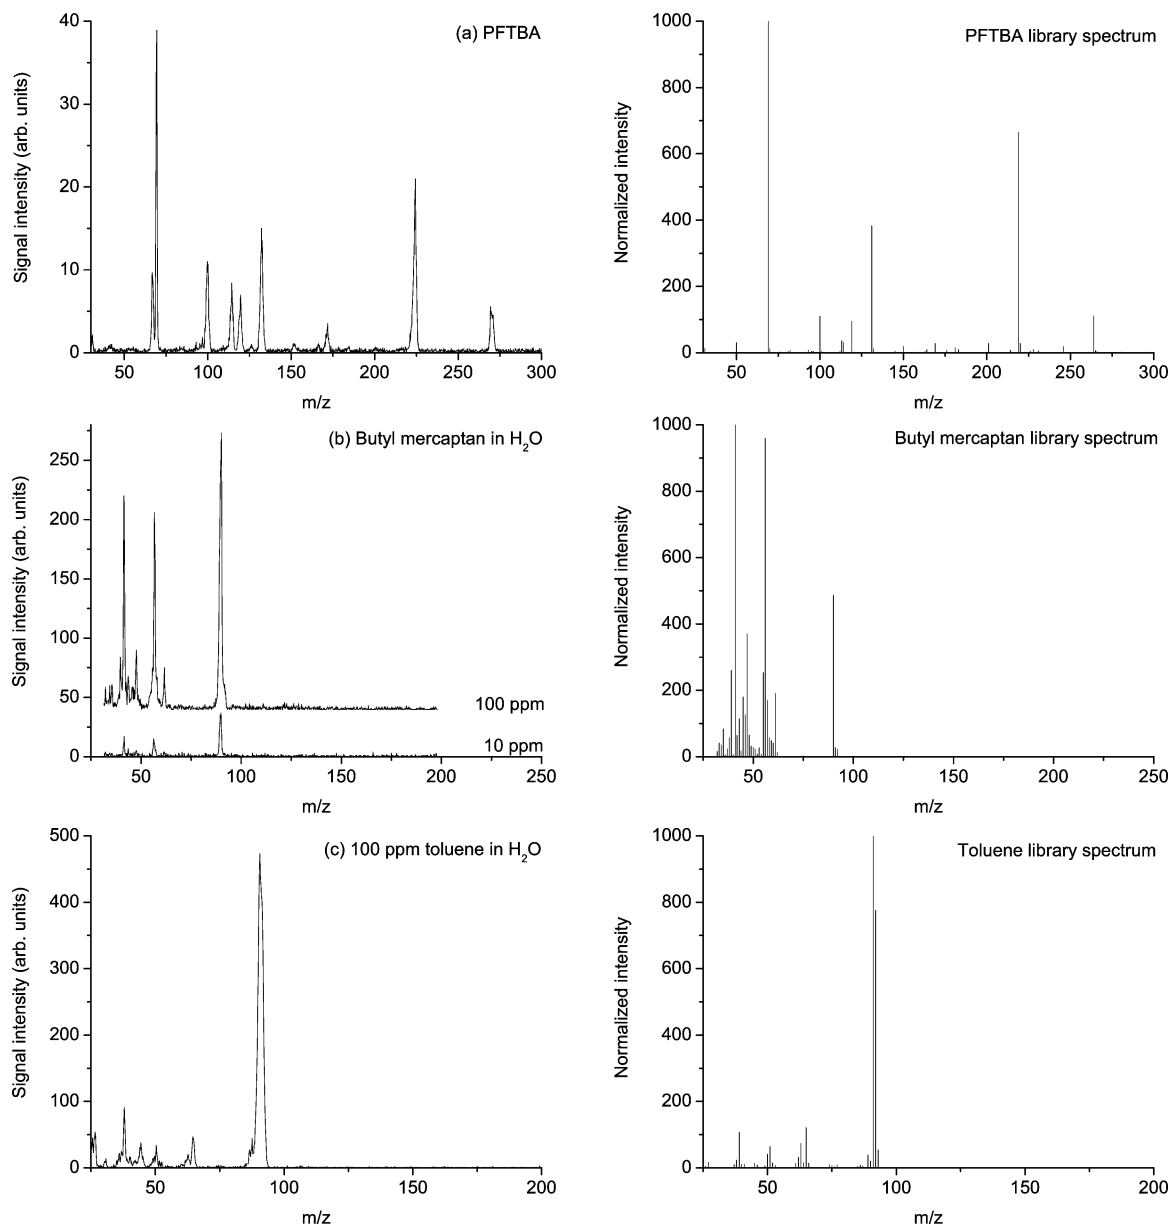 (a) PFTBA
Signal intensity (arb. units)
40
30
20
10
0
50 100 150 200 250 300
m/z
PFTBA library spectrum
Normalized intensity
1000
800
600
400
200
0
50 100 150 200 250 300
m/z
(b) Butyl mercaptan in H₂O
Signal intensity (arb. units)
250
200
150
100
50
0
100 ppm
10 ppm
50 100 150 200 250
m/z
Butyl mercaptan library spectrum
Normalized intensity
1000
800
600
400
200
0
50 100 150 200 250
m/z
(c) 100 ppm toluene in H₂O
Signal intensity (arb. units)
500
400
300
200
100
0
50 100 150 200
m/z
Toluene library spectrum
Normalized intensity
1000
800
600
400
200
0
50 100 150 200
m/z